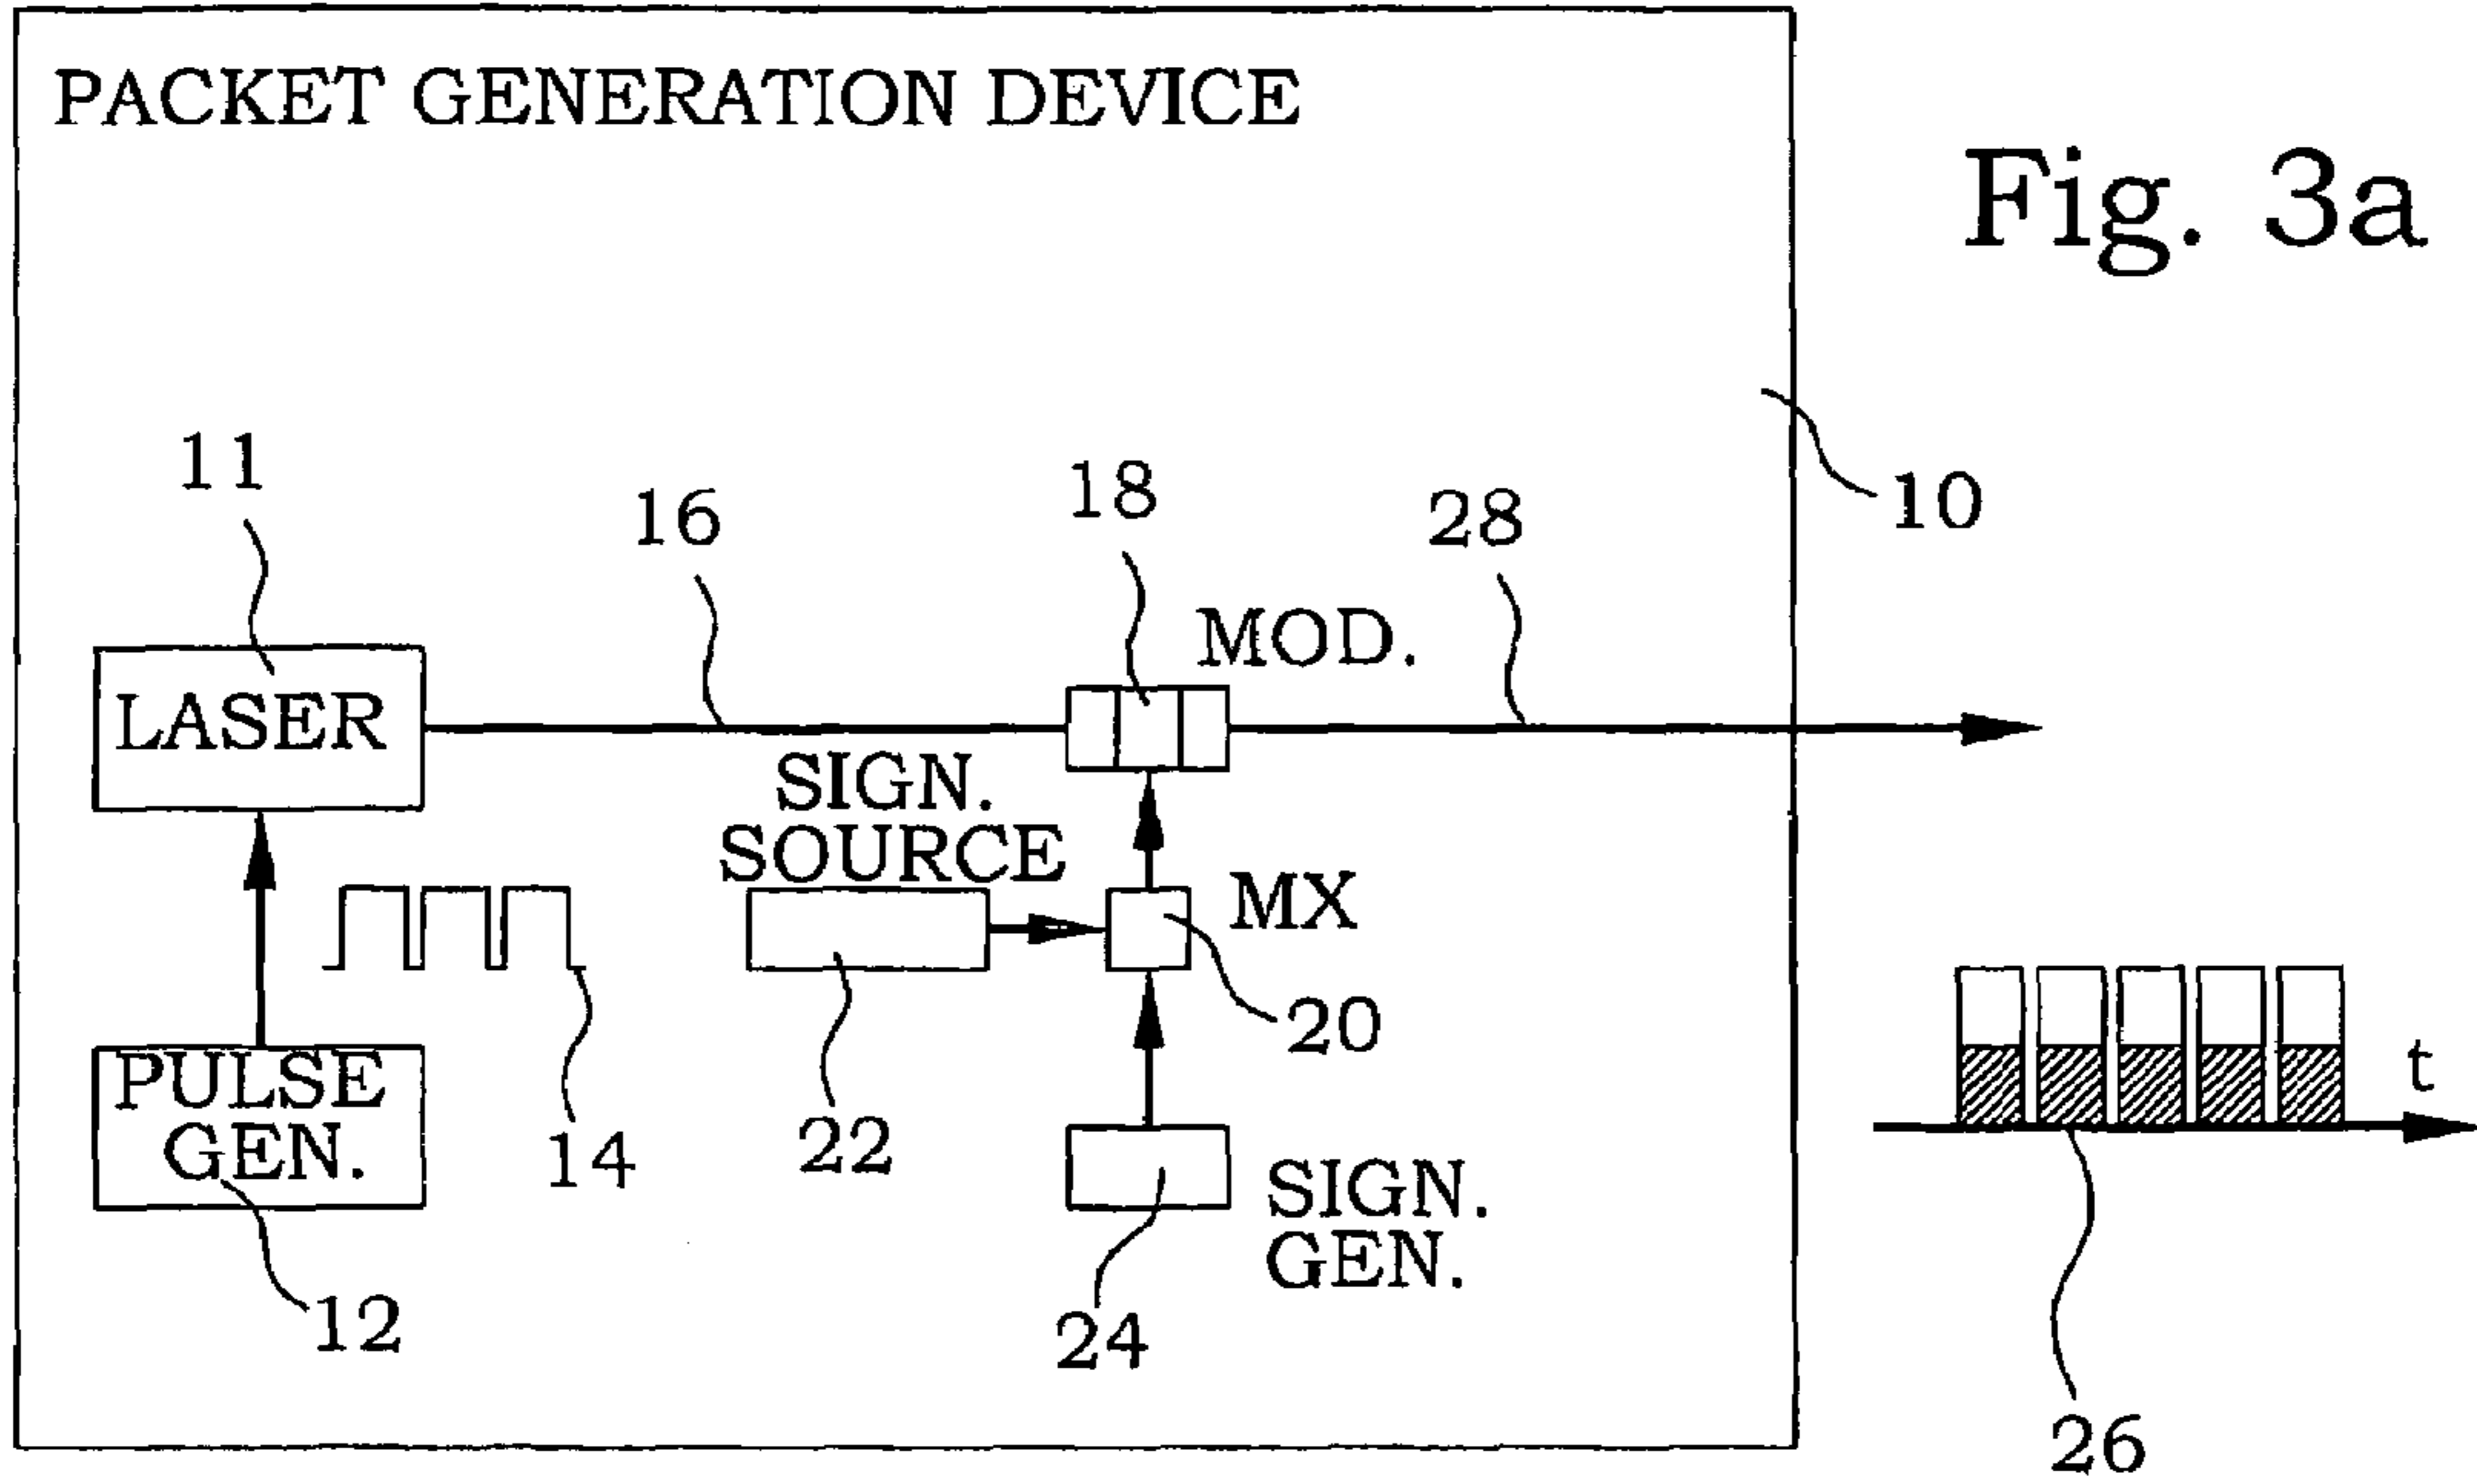 PACKET GENERATION DEVICE
Fig. 3a
11
16
18
28
10
MOD.
LASER
SIGN.
SOURCE
MX
20
PULSE
GEN.
14
22
t
SIGN.
GEN.
12
24
26